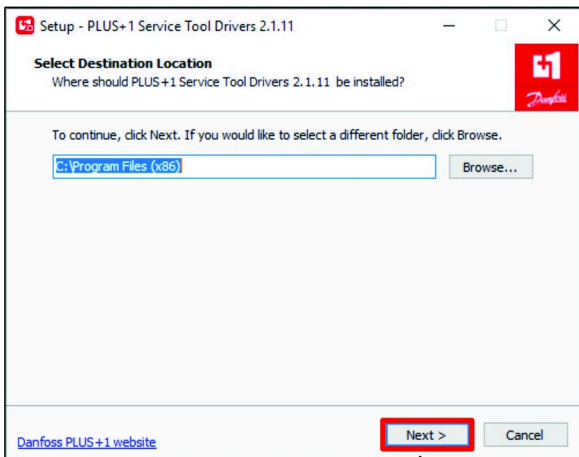 Setup - PLUS+1 Service Tool Drivers 2.1.11
Select Destination Location
Where should PLUS+1 Service Tool Drivers 2.1.11 be installed?
Danfoss
To continue, click Next. If you would like to select a different folder, click Browse.
C:\Program Files (x86)
Browse...
Danfoss PLUS+1 website
Next >
Cancel